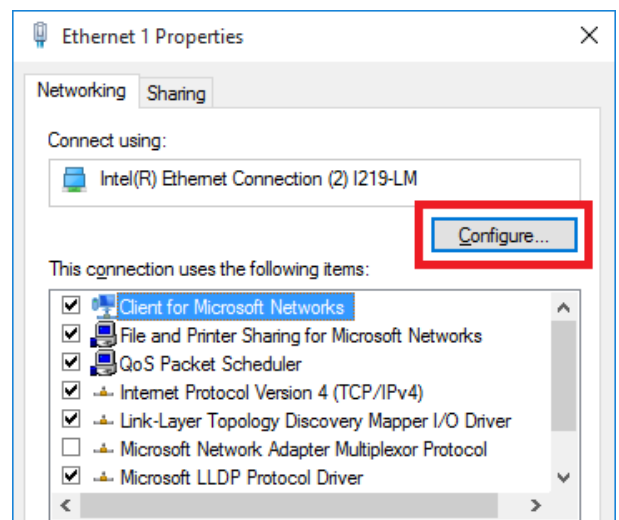 Ethernet 1 Properties
Networking
Sharing
Connect using:
Intel(R) Ethernet Connection (2) I219-LM
Configure...
This connection uses the following items:
Client for Microsoft Networks
File and Printer Sharing for Microsoft Networks
QoS Packet Scheduler
Internet Protocol Version 4 (TCP/IPv4)
Link-Layer Topology Discovery Mapper I/O Driver
Microsoft Network Adapter Multiplexor Protocol
Microsoft LLDP Protocol Driver